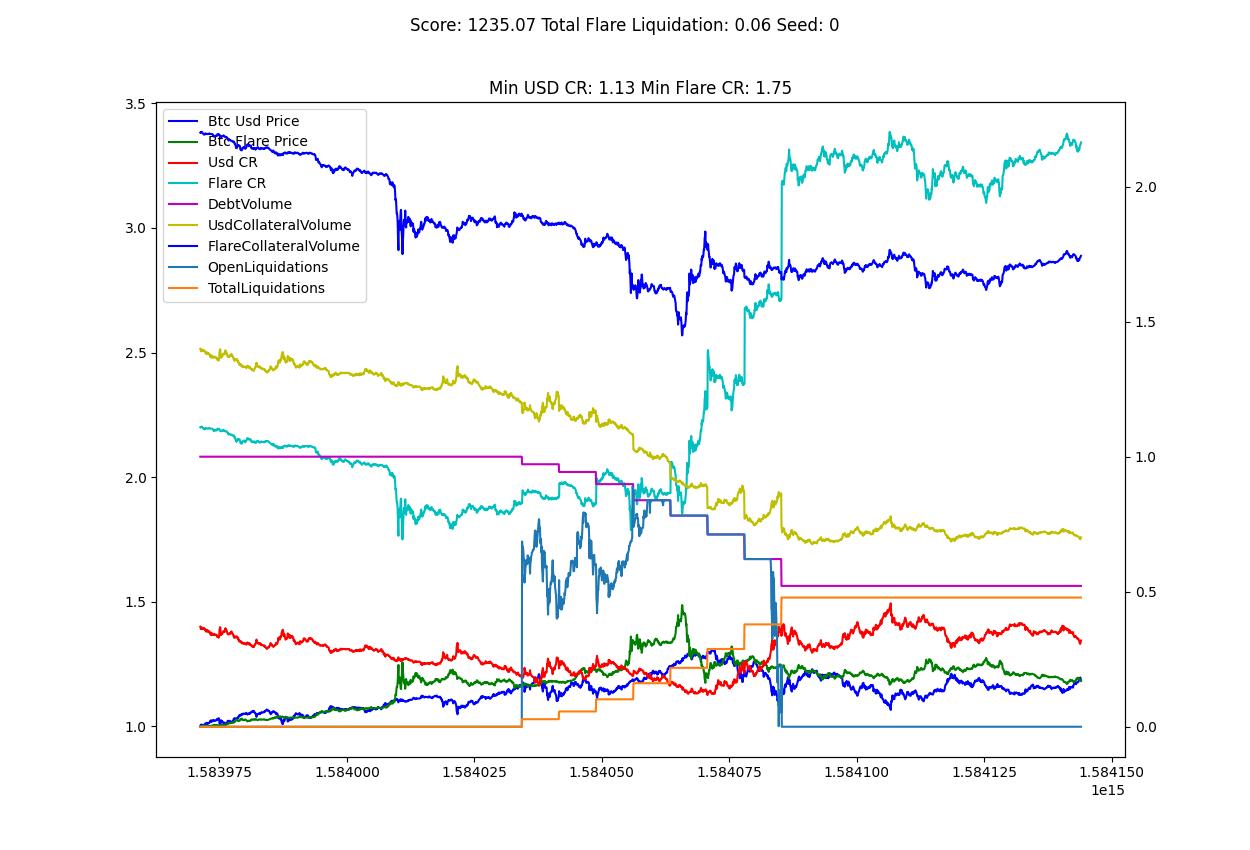 Score: 1235.07 Total Flare Liquidation: 0.06 Seed: 0
Min USD CR: 1.13 Min Flare CR: 1.75
Btc Usd Price
Btc Flare Price
Usd CR
Flare CR
DebtVolume
UsdCollateralVolume
FlareCollateralVolume
OpenLiquidations
TotalLiquidations
3.5
3.0
2.5
2.0
1.5
1.0
2.0
1.5
1.0
0.5
0.0
1.583975 1.584000 1.584025 1.584050 1.584075 1.584100 1.584125 1.584150
1e15